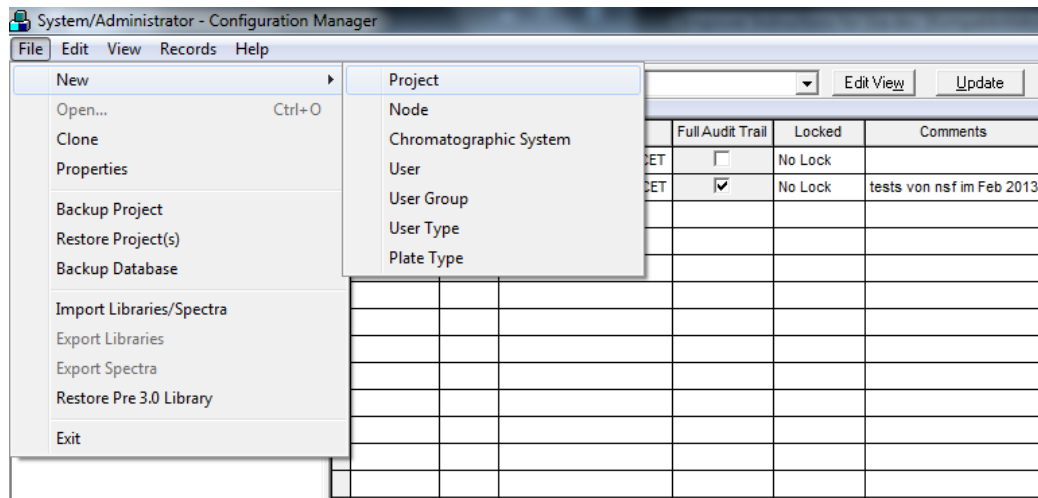 System/Administrator - Configuration Manager
File Edit View Records Help
New
Open... Ctrl+O
Clone
Properties
Backup Project
Restore Project(s)
Backup Database
Import Libraries/Spectra
Export Libraries
Export Spectra
Restore Pre 3.0 Library
Exit
Project
Node
Chromatographic System
User
User Group
User Type
Plate Type
Edit View Update
Full Audit Trail Locked Comments
CET No Lock
CET No Lock tests von nsf im Feb 2013